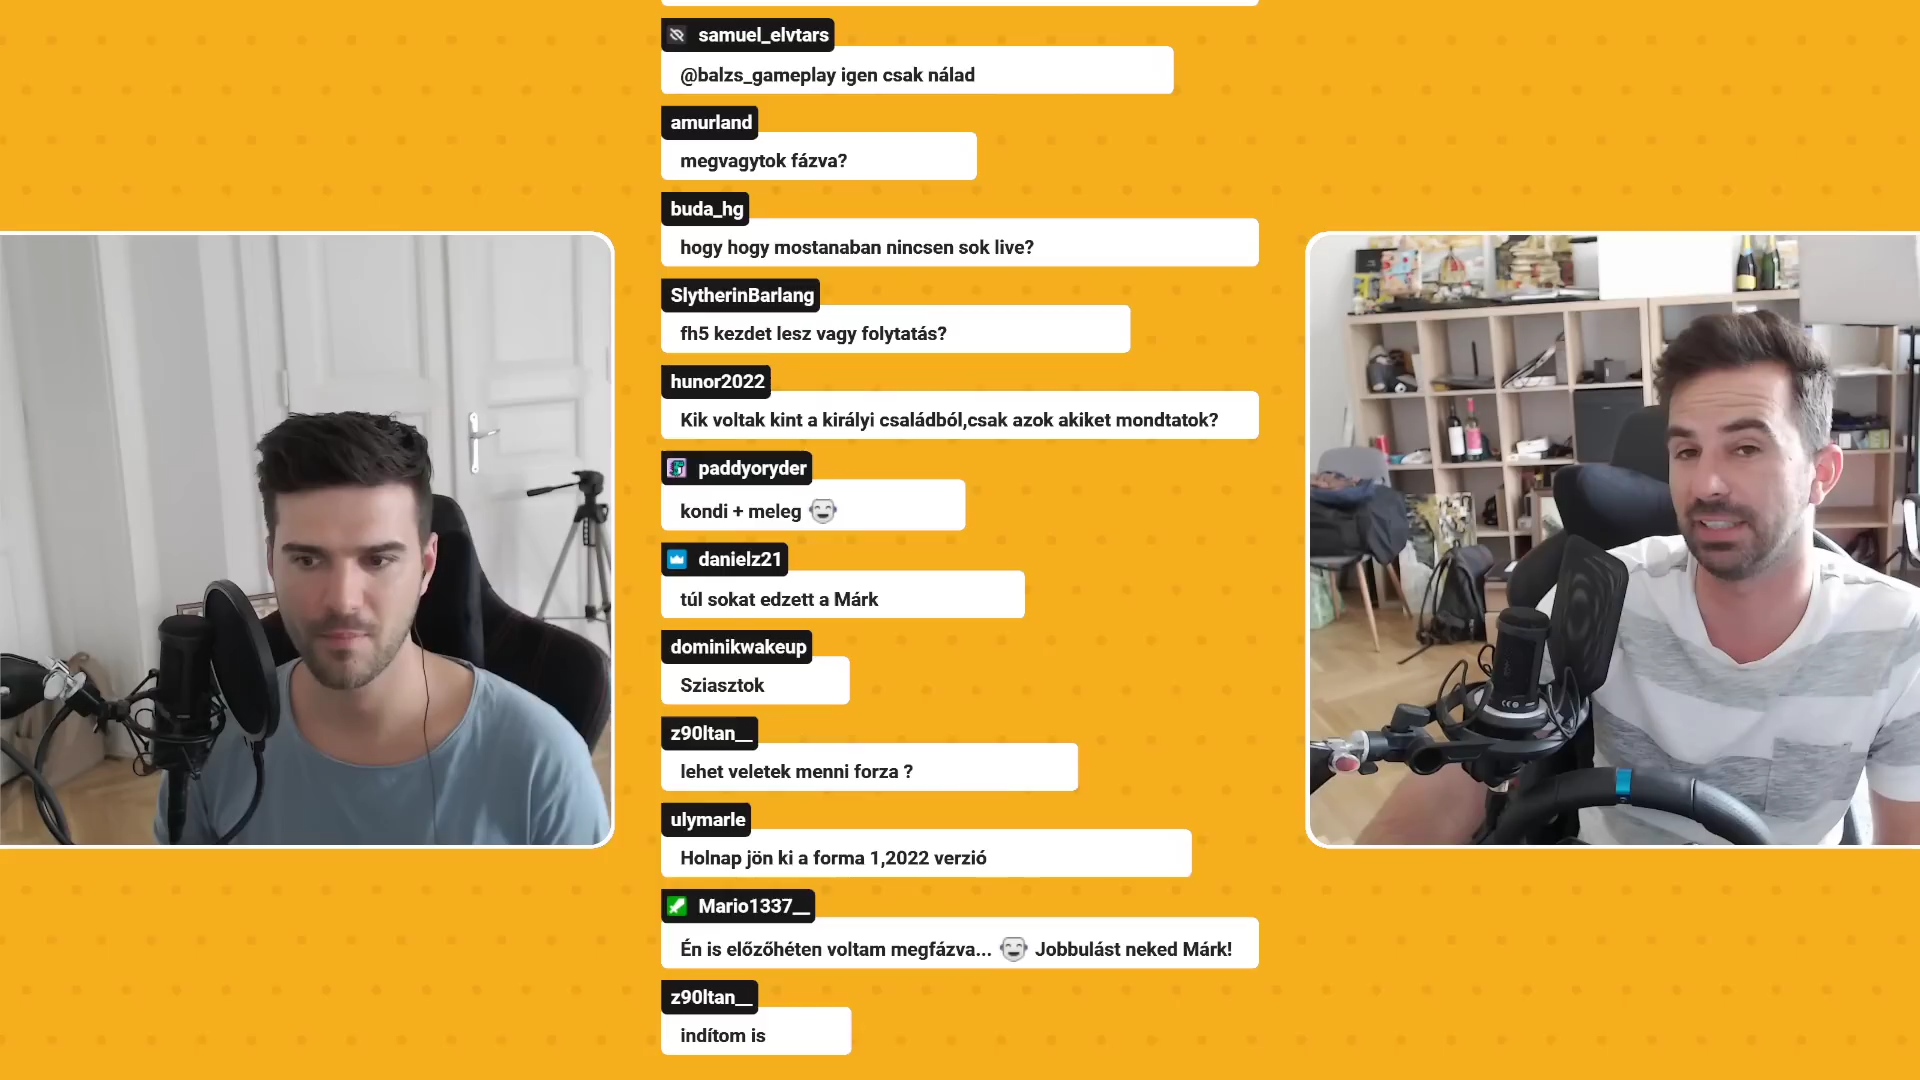 samuel_elvtars
@balzs_gameplay igen csak nálad
amurland
megvagytok fázva?
buda_hg
hogy hogy mostanaban nincsen sok live?
SlytherinBarlang
fh5 kezdet lesz vagy folytatás?
hunor2022
Kik voltak kint a királyi családból,csak azok akiket mondtatok?
paddyoryder
kondi + meleg
danielz21
túl sokat edzett a Márk
dominikwakeup
Sziasztok
z90ltan__
lehet veletek menni forza ?
ulymarle
Holnap jön ki a forma 1,2022 verzió
Mario1337__
Én is előzőhéten voltam megfázva... Jobbulást neked Márk!
z90ltan__
indítom is